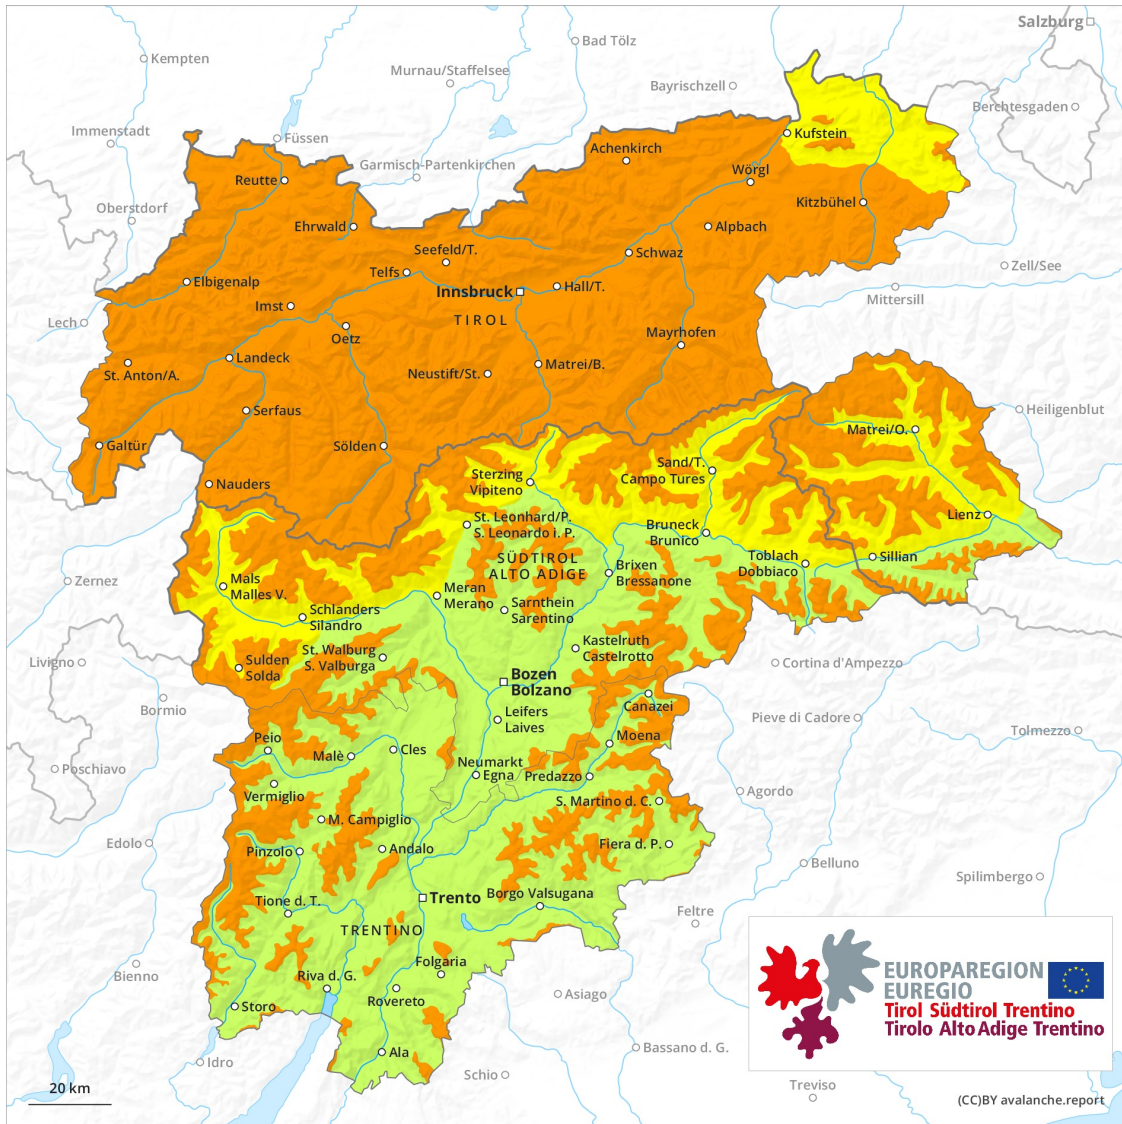 Salzburg
Bad Tölz
Kempten
Murnau/Staffelsee
Bayrischzell
Berchtesgaden
Immenstadt
Füssen
Kufstein
Achenkirch
Garmisch-Partenkirchen
Wörgl
Reutte
Oberstdorf
Kitzbühel
Ehrwald
Alpbach
Seefeld/T.
Schwaz
Telfs
Zell/See
Elbigenalp
Hall/T.
Innsbruck
Mittersill
Imst
TIROL
Lech
Oetz
Mayrhofen
Landeck
Matrei/B.
St. Anton/A.
Neustift/St.
Serfaus
Heiligenblut
Matrei/O.
Galtür
Sölden
Sand/T.
Campo Tures
Sterzing
Vipiteno
Nauders
Lienz
St. Leonhard/P.
S. Leonardo i. P.
Bruneck
Brunico
SÜDTIROL
ALTO ADIGE
Toblach
Dobbiaco
Sillian
Brixen
Bressanone
Zernez
Mals
Malles V.
Meran
Merano
Sarnthein
Sarentino
Schlanders
Silandro
Kastelruth
Castelrotto
St. Walburg
S. Valburga
Livigno
Sulden
Solda
Cortina d'Ampezzo
Bozen
Bolzano
Bormio
Canazei
Leifers
Laives
Pieve di Cadore
Tolmezzo
Peio
Moena
Cles
Malè
Poschiavo
Neumarkt
Egna
Predazzo
Vermiglio
Agordo
S. Martino d. C.
M. Campiglio
Edolo
Pinzolo
Andalo
Fiera d. P.
Belluno
Spilimbergo
Trento
Borgo Valsugana
Tione d. T.
Feltre
TRENTINO
Folgaria
Bienno
Riva d. G.
Rovereto
Asiago
Storo
EUROPAREGION
EUREGIO
Tirol Südtirol Trentino
Tirolo Alto Adige Trentino
Ala
Bassano d. G.
Idro
Schio
20 km
Treviso
(CC)BY avalanche.report